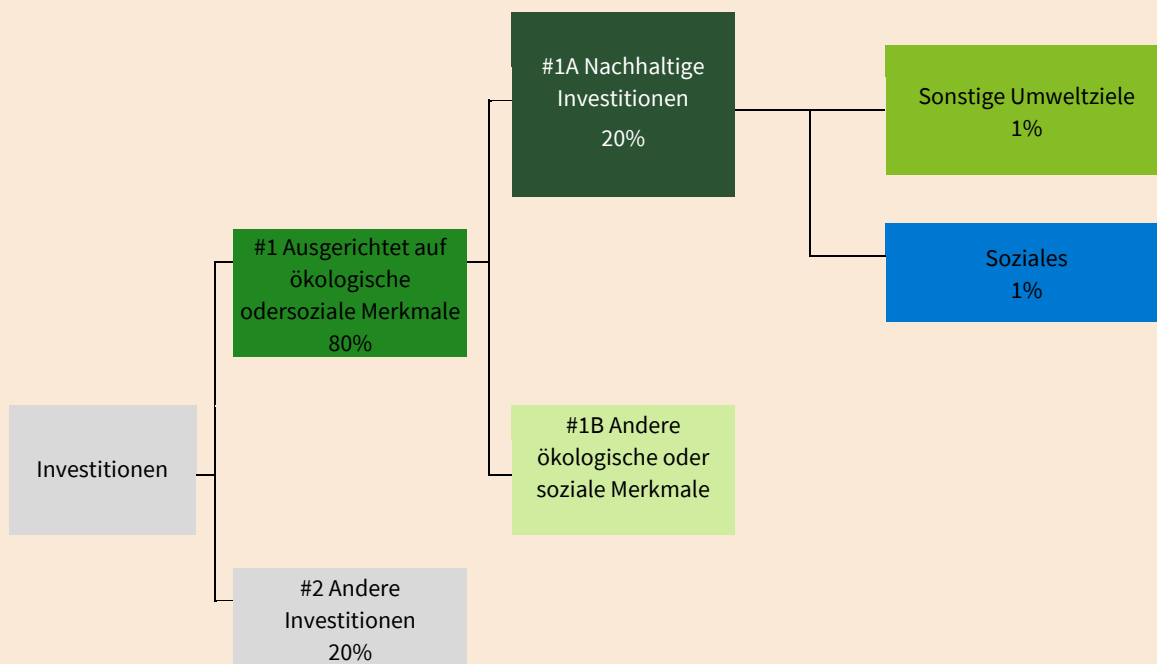 #1A Nachhaltige
Investitionen
20%
Sonstige Umweltziele
1%
#1 Ausgerichtet auf
ökologische
odersoziale Merkmale
80%
Soziales
1%
Investitionen
#1B Andere
ökologische oder
soziale Merkmale
#2 Andere
Investitionen
20%